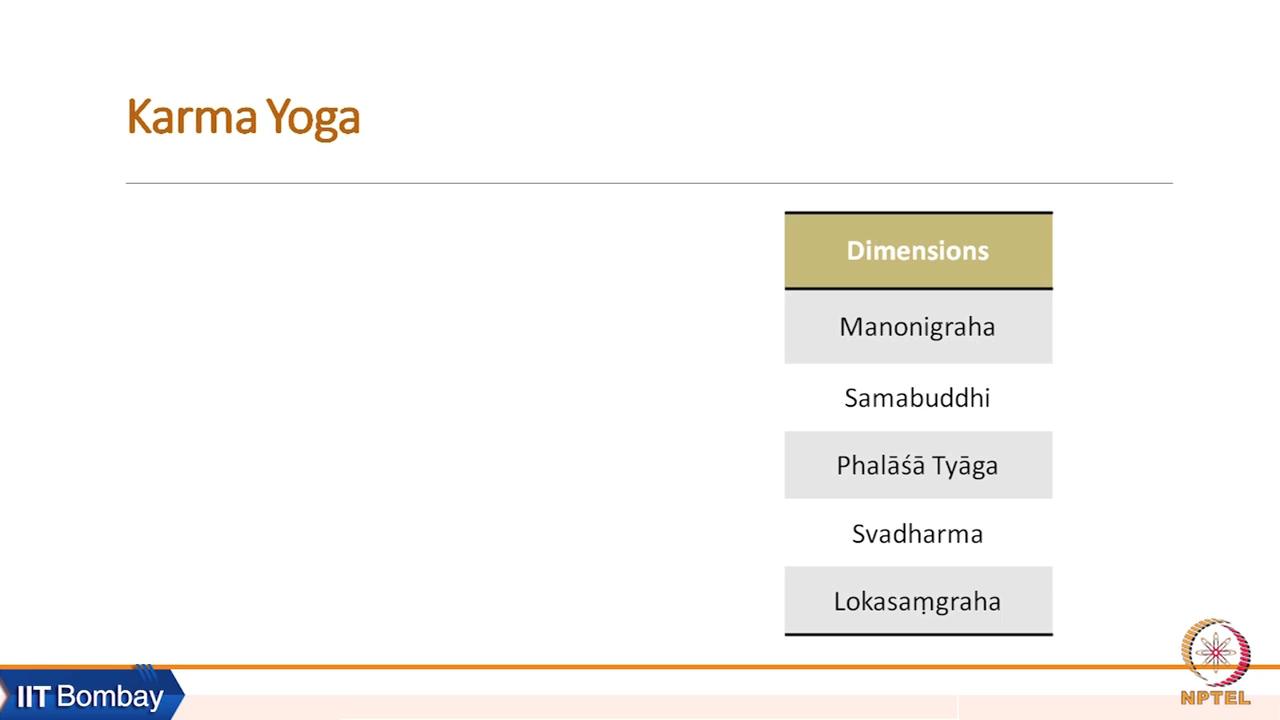 Karma Yoga
Dimensions
Manonigraha
Samabuddhi
Phalāśā Tyāga
Svadharma
Lokasaṃgraha
IIT Bombay
NPTEL